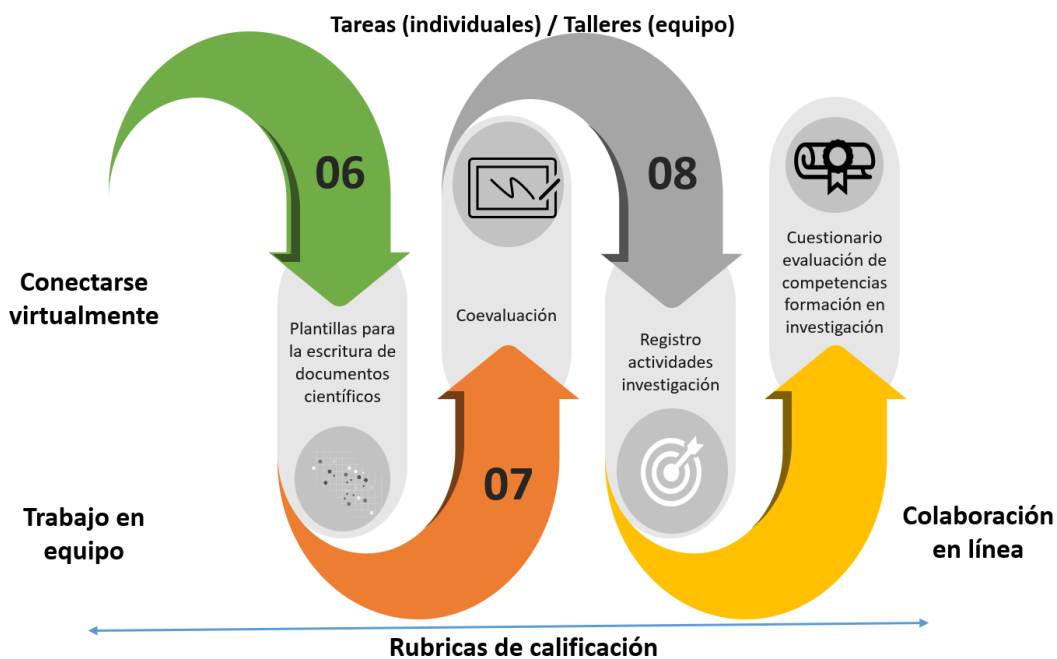 Tareas (individuales) / Talleres (equipo)
06
08
Conectarse
virtualmente
Plantillas para
la escritura de
documentos
científicos
Coevaluación
Registro
actividades
investigación
Cuestionario
evaluación de
competencias
formación en
investigación
07
Trabajo en
equipo
Colaboración
en línea
Rubricas de calificación